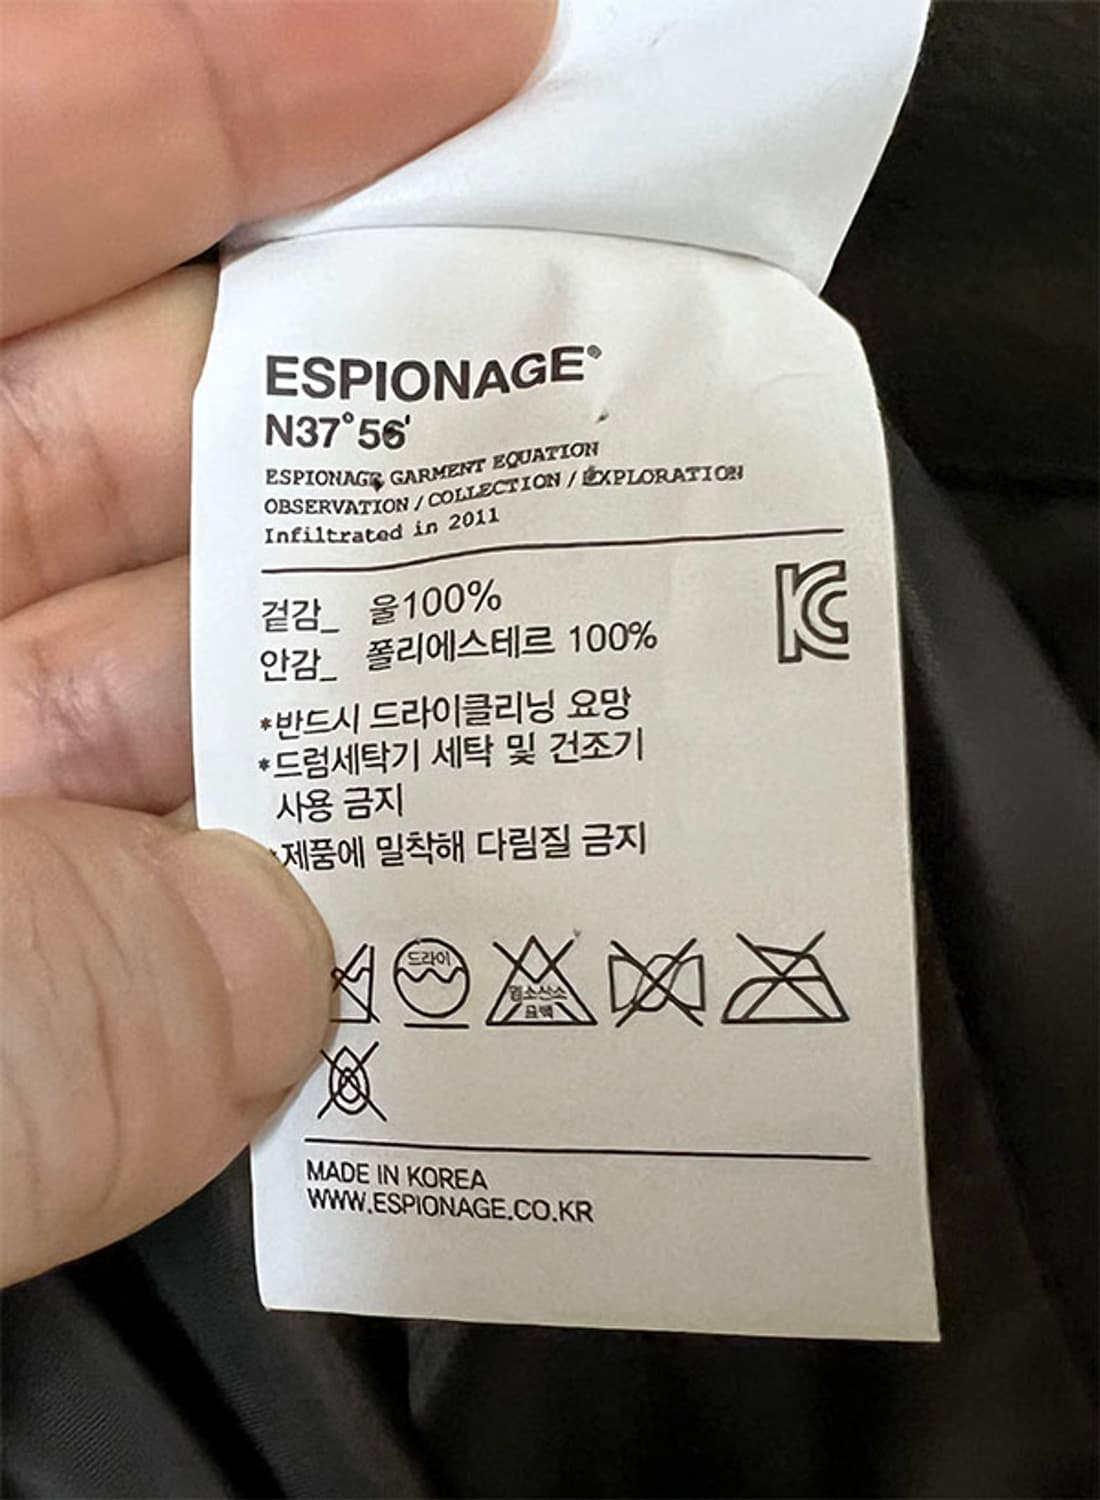 ESPIONAGE®
N37°56'
ESPIONAGE GARMENT EQUATION
OBSERVATION / COLLECTION / EXPLORATION
Infiltrated in 2011
겉감_ 울100%
안감_ 폴리에스테르 100%
KC
*반드시 드라이클리닝 요망
*드럼세탁기 세탁 및 건조기
사용 금지
*제품에 밀착해 다림질 금지
드라이
염소산소
표백
MADE IN KOREA
WWW.ESPIONAGE.CO.KR